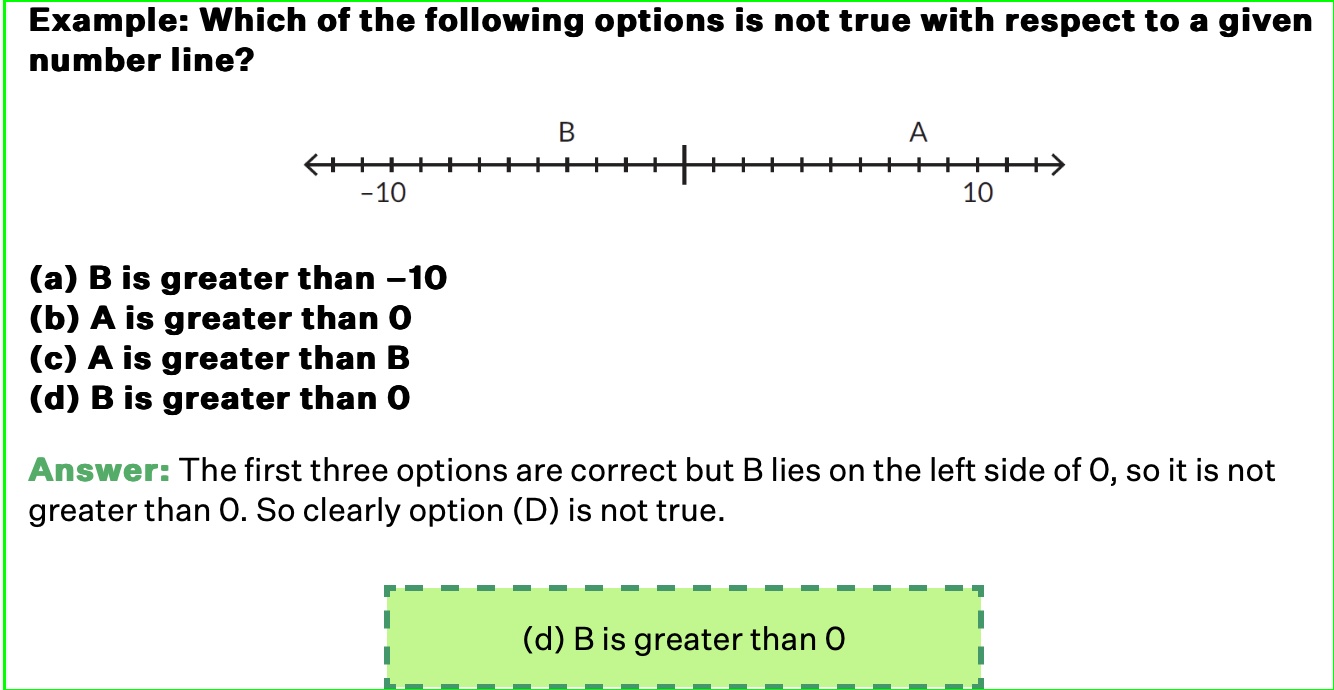 Example: Which of the following options is not true with respect to a given
number line?
B A
–10 10
(a) B is greater than –10
(b) A is greater than 0
(c) A is greater than B
(d) B is greater than 0
Answer: The first three options are correct but B lies on the left side of 0, so it is not
greater than 0. So clearly option (D) is not true.
(d) B is greater than 0